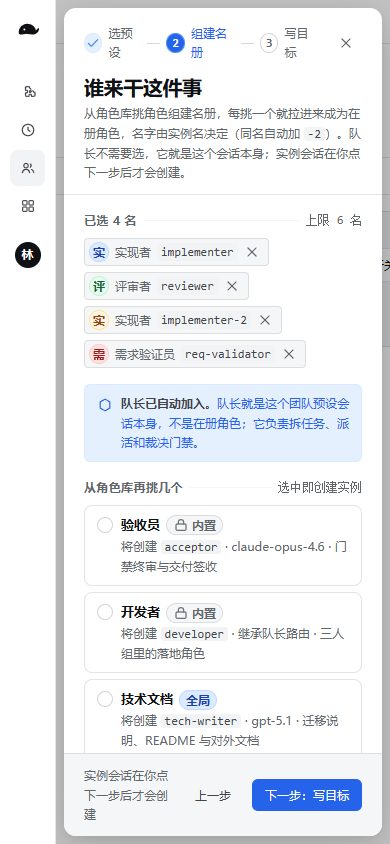 选预
设
2
组建名
册
3
写目
标
谁来干这件事
从角色库挑角色组建名册，每挑一个就拉进来成为在
册角色，名字由实例名决定（同名自动加 -2）。队
长不需要选，它就是这个会话本身；实例会话在你点
下一步后才会创建。
已选 4 名
上限 6 名
实 实现者 implementer
评 评审者 reviewer
实 实现者 implementer-2
需 需求验证员 req-validator
队长已自动加入。队长就是这个团队预设会
话本身，不是在册角色；它负责拆任务、派
活和裁决门禁。
从角色库再挑几个
选中即创建实例
验收员 内置
将创建 acceptor · claude-opus-4.6 · 门
禁终审与交付签收
开发者 内置
将创建 developer · 继承队长路由 · 三人
组里的落地角色
技术文档 全局
将创建 tech-writer · gpt-5.1 · 迁移说
明、README 与对外文档
实例会话在你点
下一步后才会创
建
上一步
下一步：写目标
林